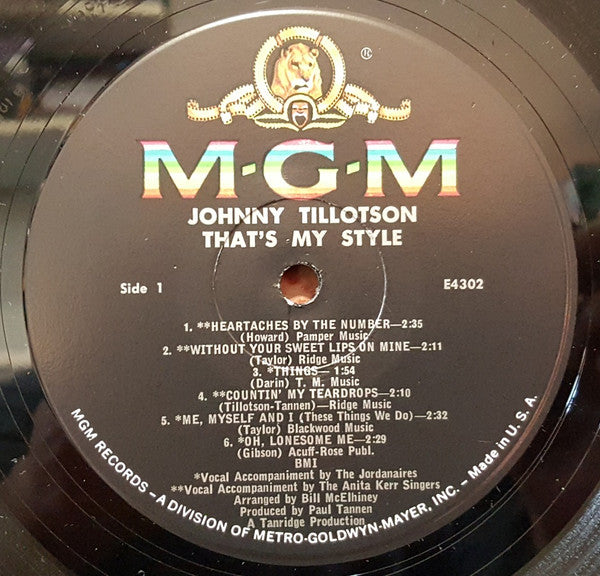 ®
M·G·M
JOHNNY TILLOTSON
THAT'S MY STYLE
Side 1
E4302
1. **HEARTACHES BY THE NUMBER—2:35
(Howard) Pamper Music
2. **WITHOUT YOUR SWEET LIPS ON MINE—2:11
(Taylor) Ridge Music
3. *THINGS— 1:54
(Darin) T. M. Music
4. **COUNTIN' MY TEARDROPS—2:10
(Tillotson-Tannen)—Ridge Music
5. *ME, MYSELF AND I (These Things We Do)—2:32
(Taylor) Blackwood Music
6. *OH, LONESOME ME—2:29
(Gibson) Acuff-Rose Publ.
BMI
*Vocal Accompaniment by The Jordanaires
**Vocal Accompaniment by The Anita Kerr Singers
Arranged by Bill McElhiney
Produced by Paul Tannen
A Tanridge Production
MGM RECORDS – A DIVISION OF METRO-GOLDWYN-MAYER, INC. – Made in U. S. A.